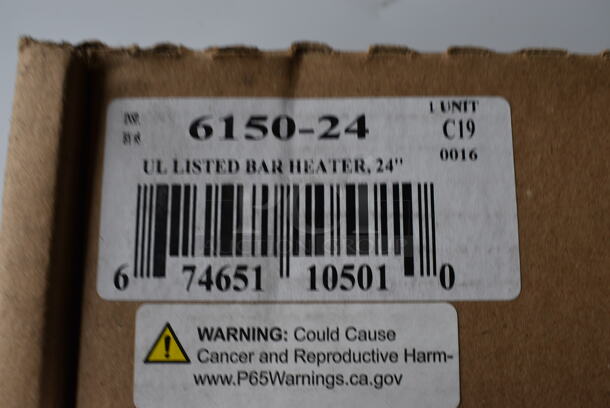 6150-24
1 UNIT
C19
0016
UL LISTED BAR HEATER, 24"
6 74651 10501 0
WARNING: Could Cause
Cancer and Reproductive Harm-
www.P65Warnings.ca.gov